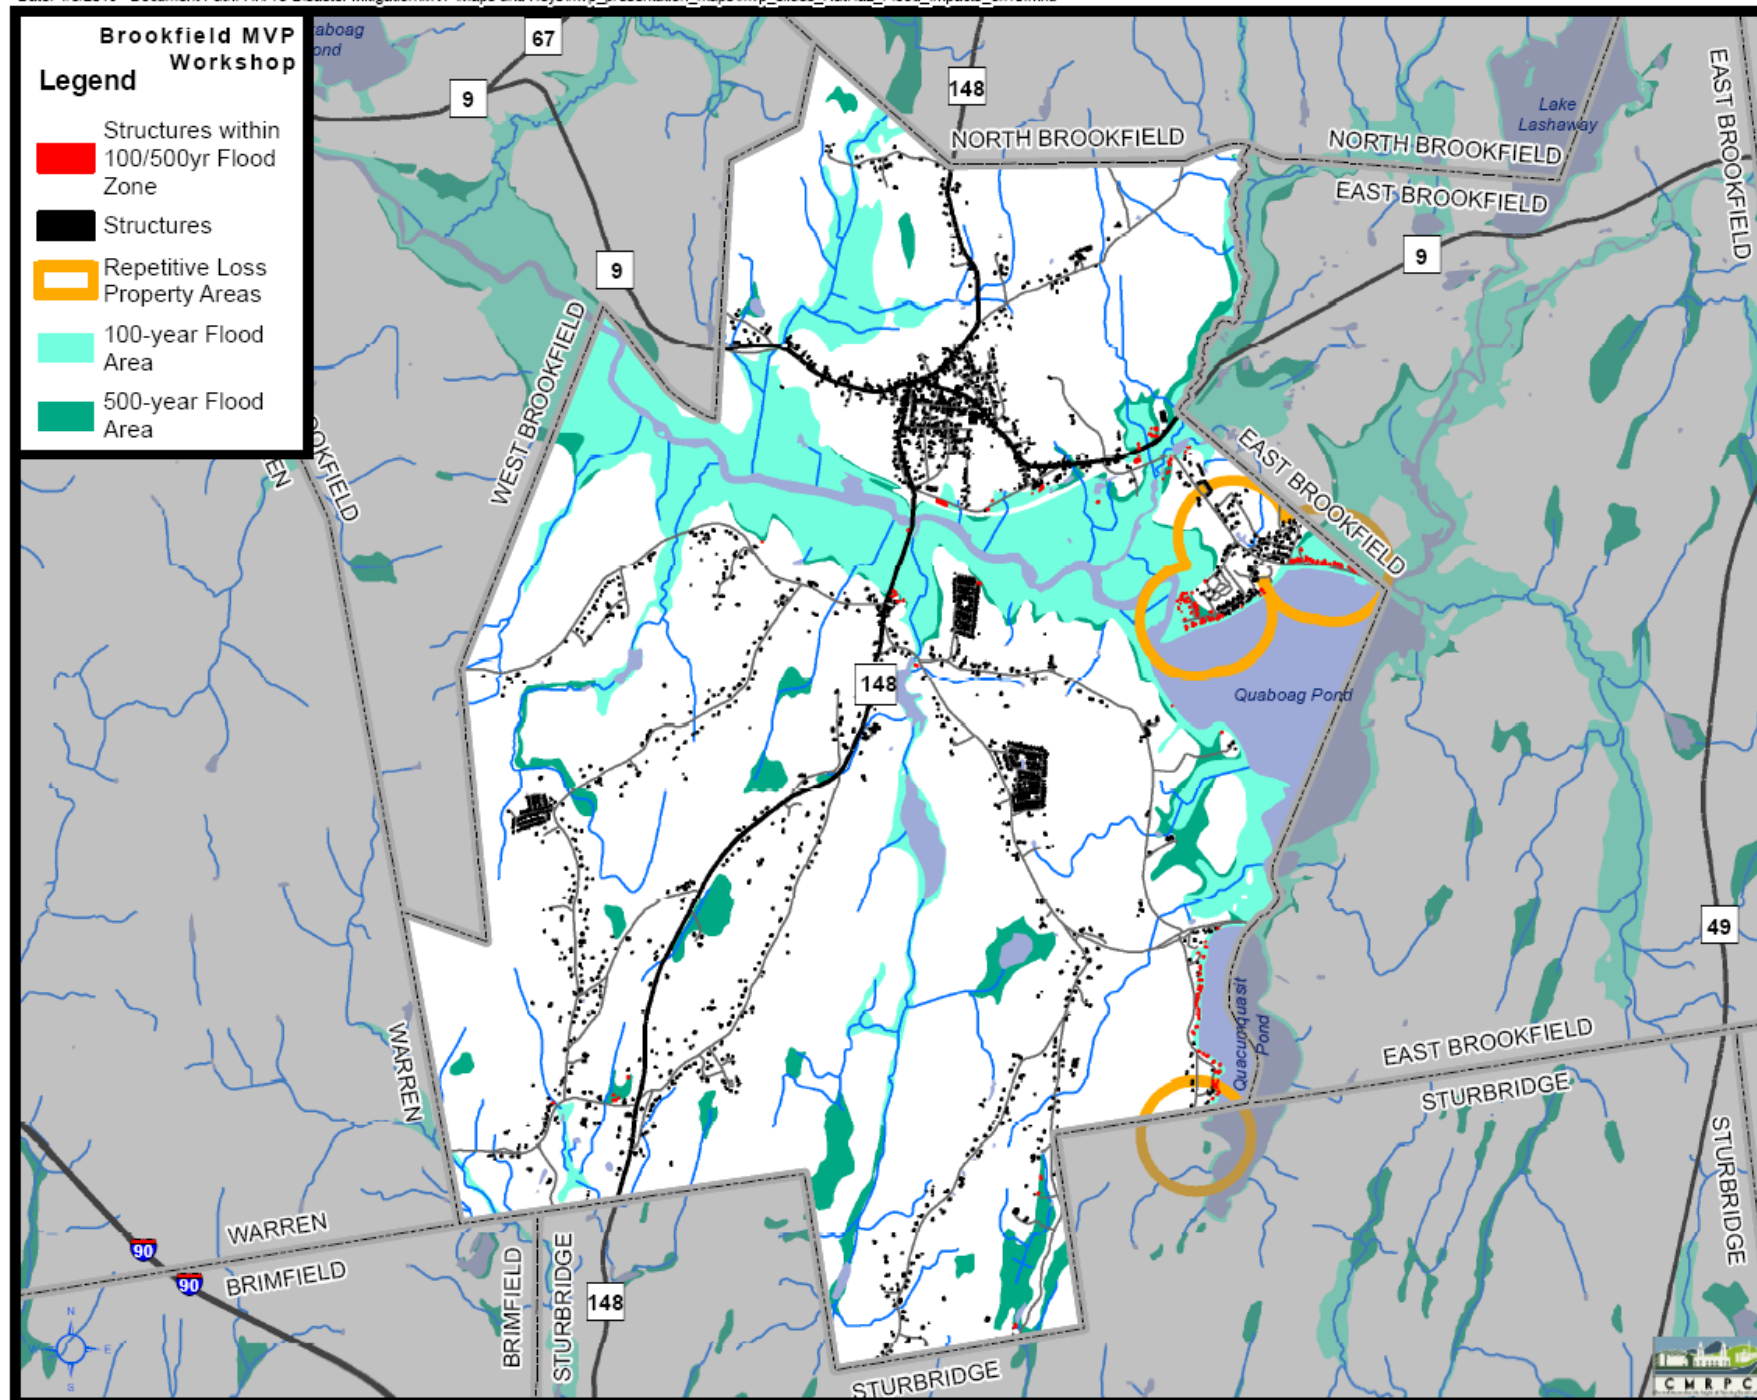 Brookfield MVP
Workshop
Legend
Structures within
100/500yr Flood
Zone
Structures
Repetitive Loss
Property Areas
100-year Flood
Area
500-year Flood
Area
67
9
148
NORTH BROOKFIELD
NORTH BROOKFIELD
EAST BROOKFIELD
EAST BROOKFIELD
Lake
Lashaway
9
9
WEST BROOKFIELD
EAST BROOKFIELD
148
Quaboag Pond
49
Quacumquasit
Pond
WARREN
EAST BROOKFIELD
STURBRIDGE
STURBRIDGE
WARREN
BRIMFIELD
90
90
BRIMFIELD
STURBRIDGE
148
STURBRIDGE
N
E
S
CMRPC